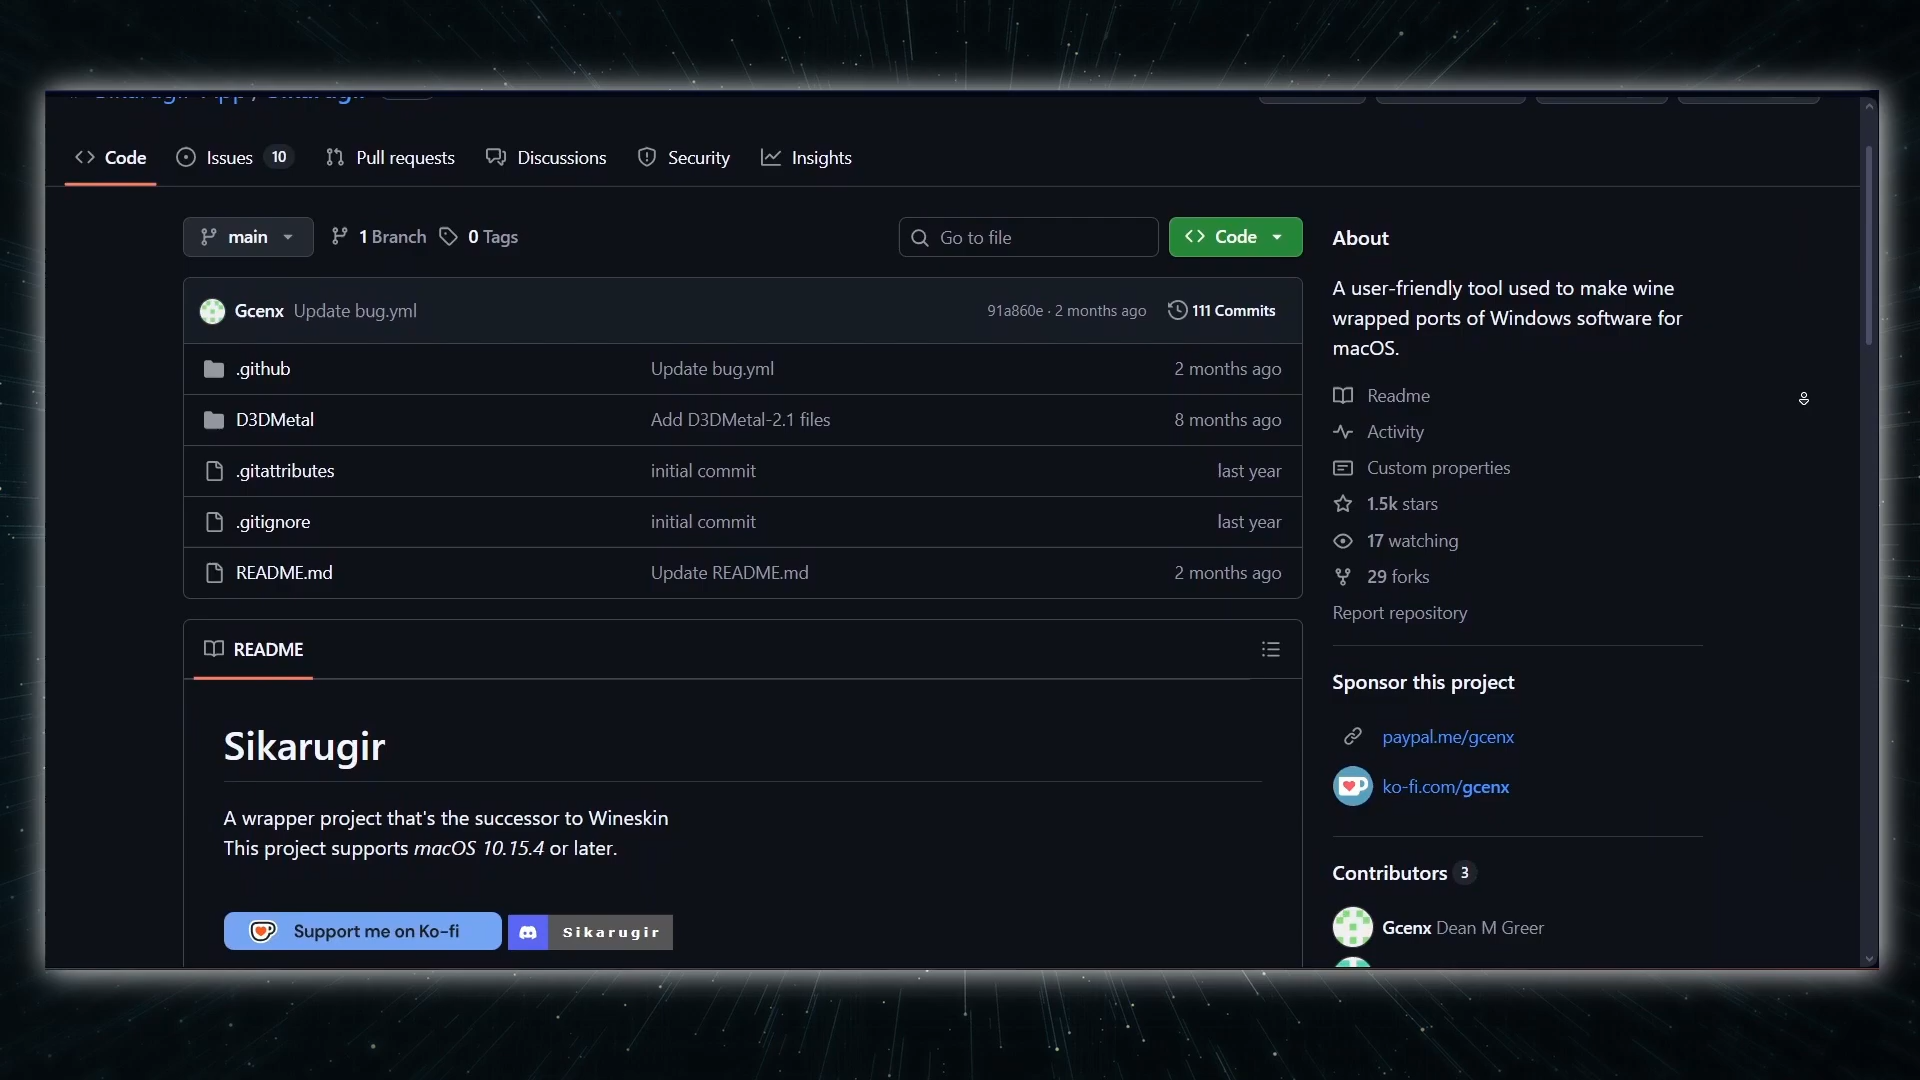 Code
Issues 10
Pull requests
Discussions
Security
Insights
main
1 Branch
0 Tags
Go to file
Code
Gcenx Update bug.yml
91a860e · 2 months ago
111 Commits
.github
Update bug.yml
2 months ago
D3DMetal
Add D3DMetal-2.1 files
8 months ago
.gitattributes
initial commit
last year
.gitignore
initial commit
last year
README.md
Update README.md
2 months ago
README
Sikarugir
A wrapper project that's the successor to Wineskin
This project supports macOS 10.15.4 or later.
Support me on Ko-fi
Sikarugir
About
A user-friendly tool used to make wine
wrapped ports of Windows software for
macOS.
Readme
Activity
Custom properties
1.5k stars
17 watching
29 forks
Report repository
Sponsor this project
paypal.me/gcenx
ko-fi.com/gcenx
Contributors 3
Gcenx Dean M Greer